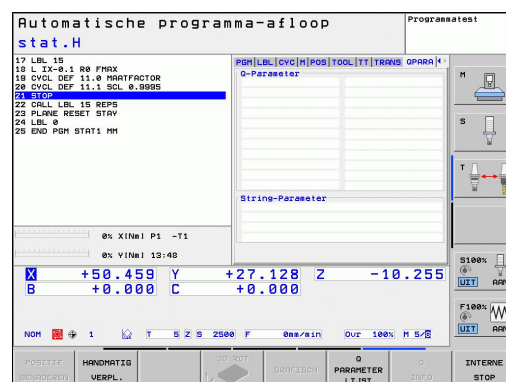 Automatische programma-afloop
Programmatest
stat.H
17 LBL 15
18 L IX-0.1 R0 FMAX
19 CYCL DEF 11.0 MAATFACTOR
20 CYCL DEF 11.1 SCL 0.9995
21 STOP
22 CALL LBL 15 REP5
23 PLANE RESET STAY
24 LBL 0
25 END PGM STAT1 MM
PGM LBL CYC M POS TOOL TT TRANS QPARA
Q-Parameter
String-Parameter
0% X[Nm] P1 -T1
0% Y[Nm] 13:48
X +50.459 Y +27.128 Z -10.255
B +0.000 C +0.000
NOM 1 T 5 Z S 2500 F 0mm/min Ovr 100% M 5/8
M
S
T
S100%
UIT AAN
F100%
UIT AAN
POSITIE BENADEREN
HANDMATIG VERPL.
3D ROT
GRAFISCH
Q PARAMETER LIJST
Q INFO
INTERNE STOP